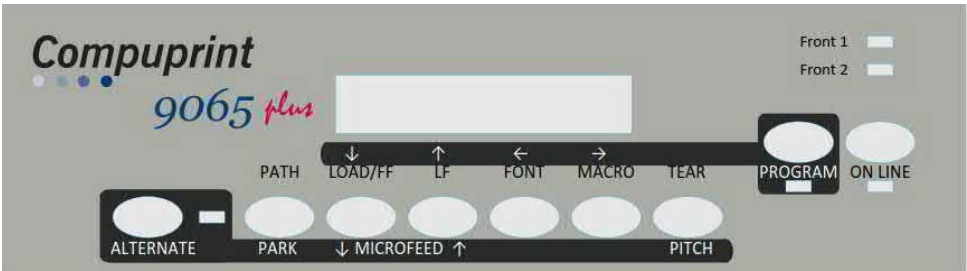 Compuprint
9065 plus
Front 1
Front 2
↓ ↑ ← →
PATH LOAD/FF LF FONT MACRO TEAR PROGRAM ON LINE
ALTERNATE PARK ↓ MICROFEED ↑ PITCH